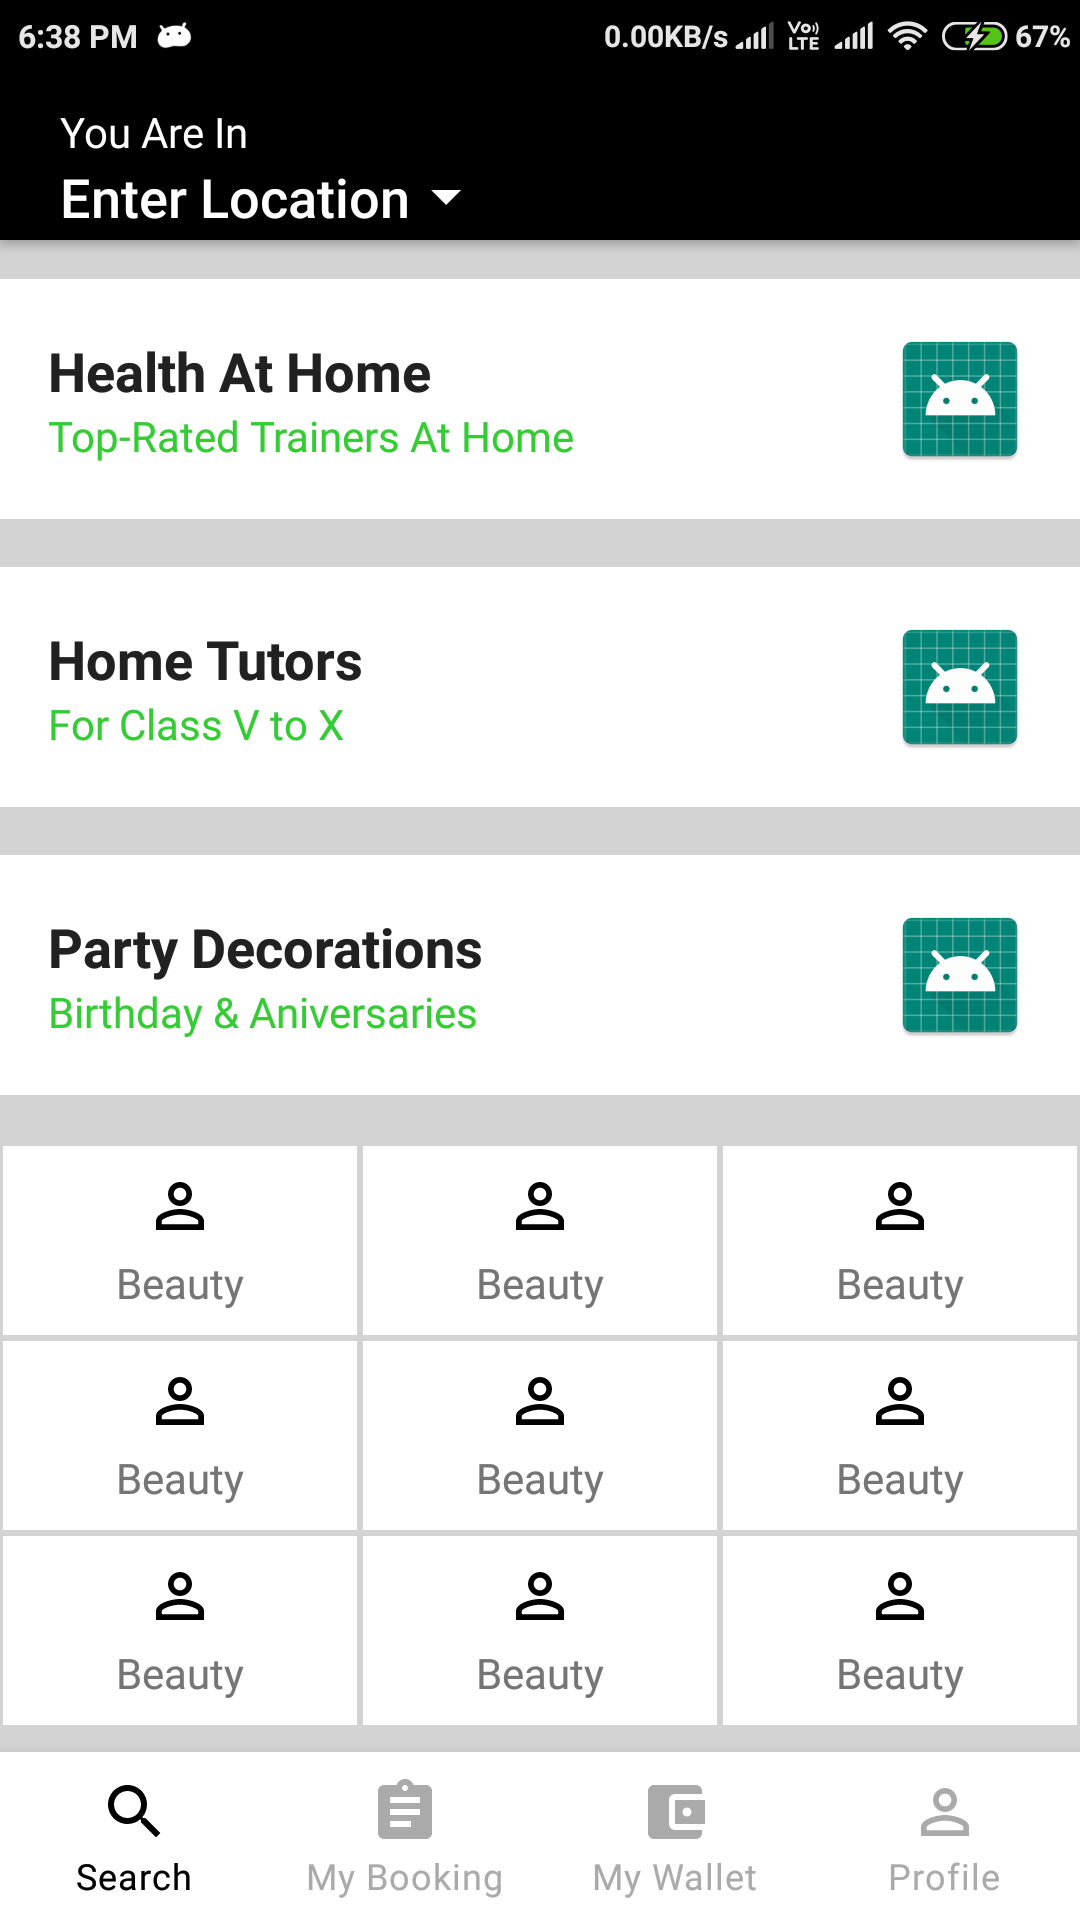 6:38 PM 0.00KB/s Vo) LTE 67%
You Are In
Enter Location
Health At Home
Top-Rated Trainers At Home
Home Tutors
For Class V to X
Party Decorations
Birthday & Aniversaries
Beauty Beauty Beauty
Beauty Beauty Beauty
Beauty Beauty Beauty
Search My Booking My Wallet Profile